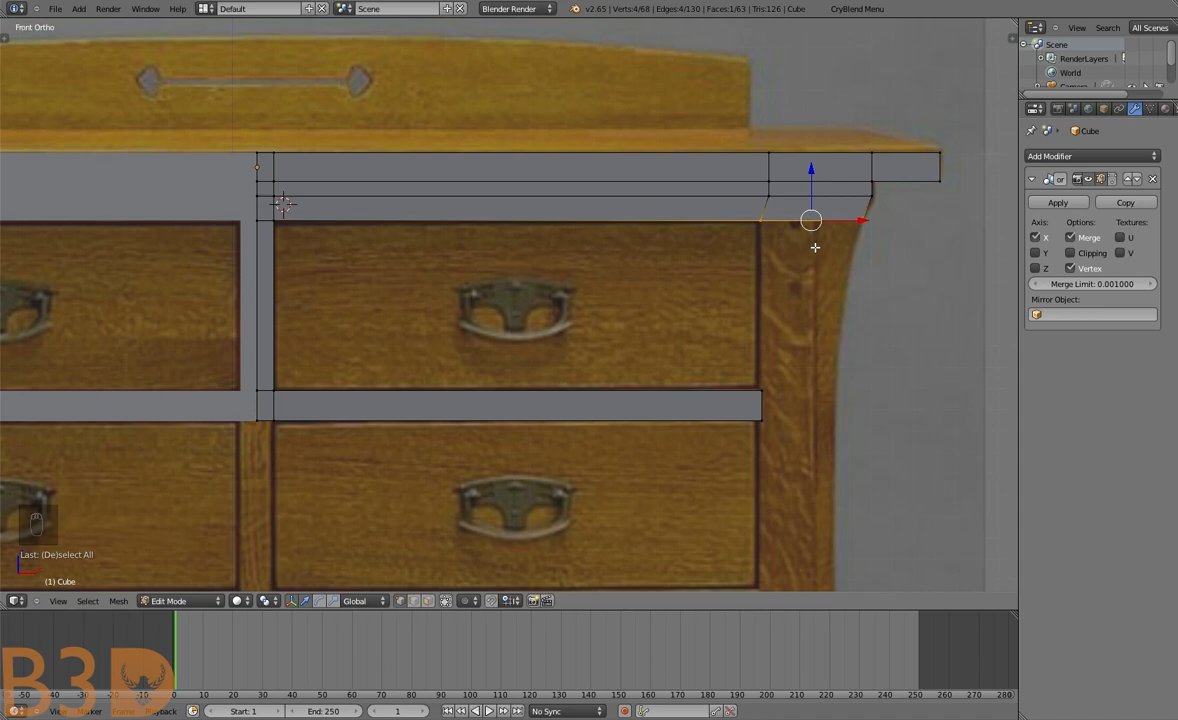 File Add Render Window Help Default Scene Blender Render v2.65 | Verts:4/68 | Edges:4/130 | Faces:1/63 | Tris:126 | Cube CryBlend Menu
Front Ortho
View Search All Scenes
Scene
RenderLayers
World
Cube
Add Modifier
Apply Copy
Axis: Options: Textures:
X Merge U
Y Clipping V
Z Vertex
Merge Limit: 0.001000
Mirror Object:
Last: (De)select All
(1) Cube
View Select Mesh Edit Mode Global
B3D
-50 -40 -30 -20 -10 0 10 20 30 40 50 60 70 80 90 100 110 120 130 140 150 160 170 180 190 200 210 220 230 240 250 260 270 280
View Marker Frame Playback Start: 1 End: 250 1 No Sync